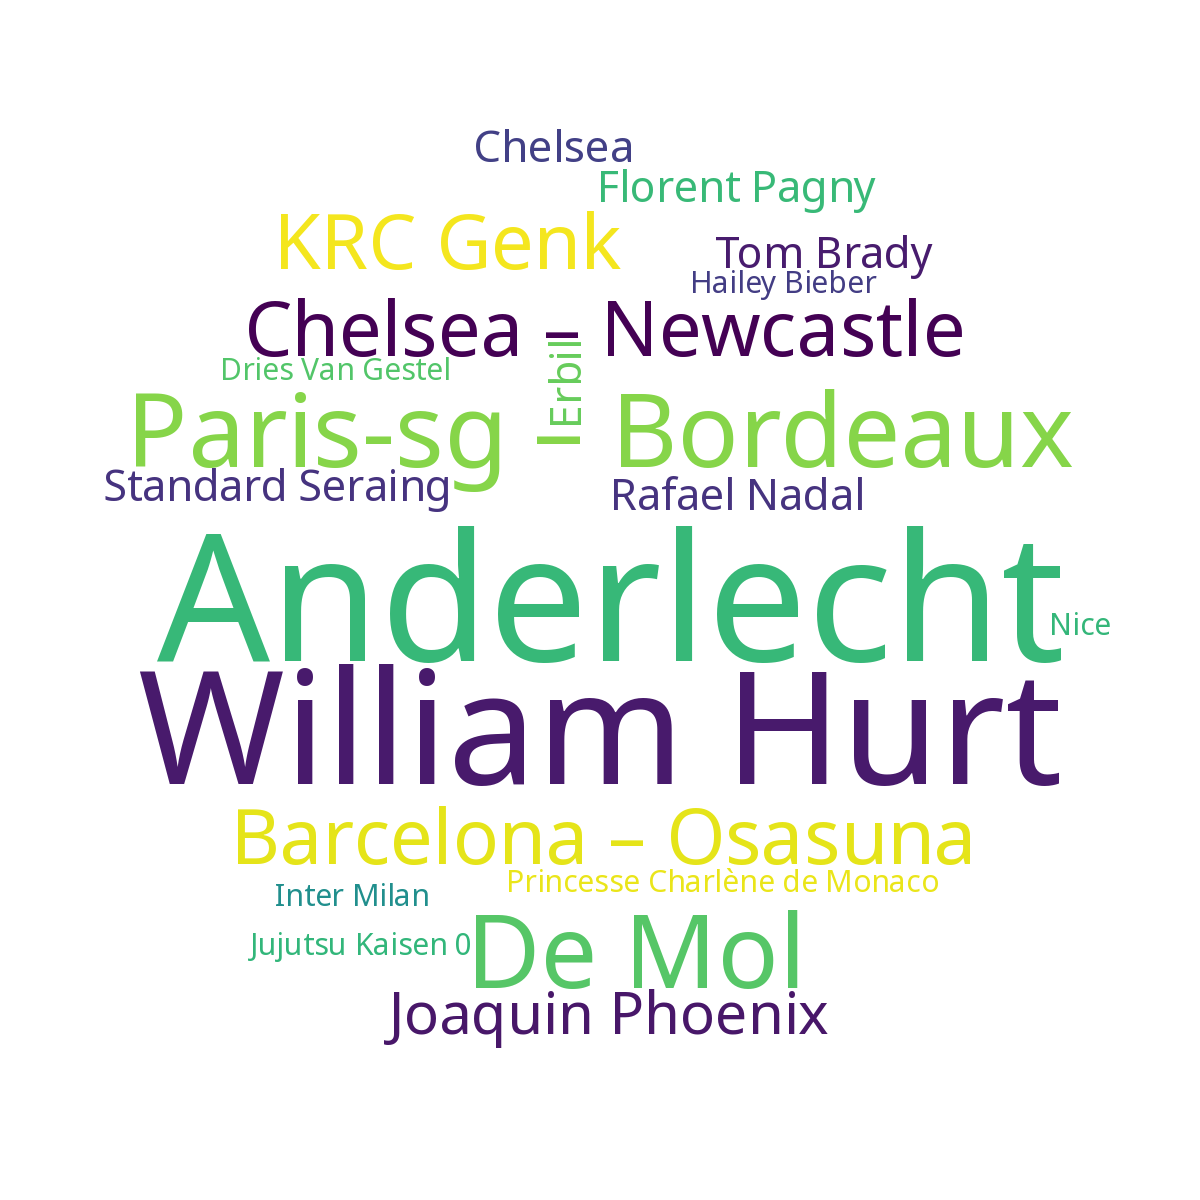 Chelsea
Florent Pagny
KRC Genk
Tom Brady
Hailey Bieber
Chelsea – Newcastle
Erbill
Dries Van Gestel
Paris-sg – Bordeaux
Standard Seraing
Rafael Nadal
Anderlecht
Nice
William Hurt
Barcelona – Osasuna
Princesse Charlène de Monaco
Inter Milan
De Mol
Jujutsu Kaisen 0
Joaquin Phoenix